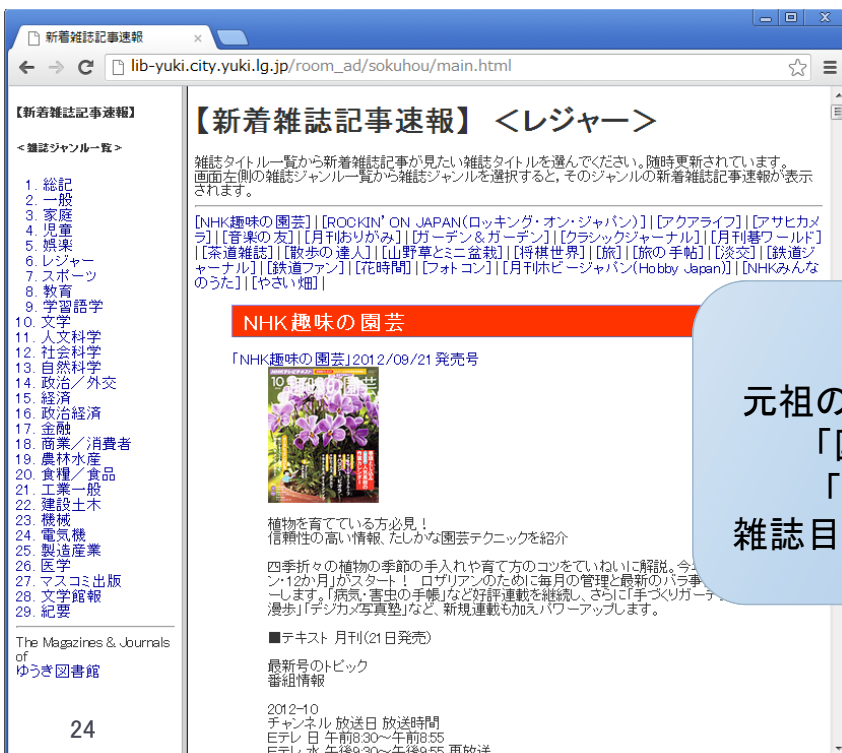 新着雑誌記事速報
lib-yuki.city.yuki.lg.jp/room_ad/sokuhou/main.html
【新着雑誌記事速報】
<雑誌ジャンル一覧>
1. 総記
2. 一般
3. 家庭
4. 児童
5. 娯楽
6. レジャー
7. スポーツ
8. 教育
9. 学習語学
10. 文学
11. 人文科学
12. 社会科学
13. 自然科学
14. 政治/外交
15. 経済
16. 政治経済
17. 金融
18. 商業/消費者
19. 農林水産
20. 食糧/食品
21. 工業一般
22. 建設土木
23. 機械
24. 電気機
25. 製造産業
26. 医学
27. マスコミ出版
28. 文学館報
29. 紀要
The Magazines & Journals
of
ゆうき図書館
24
【新着雑誌記事速報】 <レジャー>
雑誌タイトル一覧から新着雑誌記事が見たい雑誌タイトルを選んでください。随時更新されています。
画面左側の雑誌ジャンル一覧から雑誌ジャンルを選択すると, そのジャンルの新着雑誌記事速報が表示
されます。
[NHK趣味の園芸] | [ROCKIN' ON JAPAN(ロッキング・オン・ジャパン)] | [アクアライフ] | [アサヒカメ
ラ] | [音楽の友] | [月刊おりがみ] | [ガーデン&ガーデン] | [クラシックジャーナル] | [月刊碁ワールド]
| [茶道雑誌] | [散歩の達人] | [山野草とミニ盆栽] | [将棋世界] | [旅] | [旅の手帖] | [淡交] | [鉄道ジ
ャーナル] | [鉄道ファン] | [花時間] | [フォトコン] | [月刊ホビージャパン(Hobby Japan)] | [NHKみんな
のうた] | [やさい畑] |
NHK趣味の園芸
「NHK趣味の園芸」2012/09/21 発売号
10
趣味の園芸
植物を育てている方必見!
信頼性の高い情報、たしかな園芸テクニックを紹介
四季折々の植物の季節の手入れや育て方のコツをていねいに解説。
ン・12か月」がスタート! ロザリアンのために毎月の管理と最新のバラ事
ーします。「病気・害虫の手帳」など好評連載を継続し、さらに「手づくりガーデ
漫歩」「デジカメ写真塾」など、新規連載も加えパワーアップします。
■テキスト 月刊(21日発売)
最新号のトピック
番組情報
2012-10
チャンネル 放送日 放送時間
Eテレ 日 午前8:30~午前8:55
Eテレ 水 午後9:30~午後9:55 再放送
元祖の
「
「
雑誌目